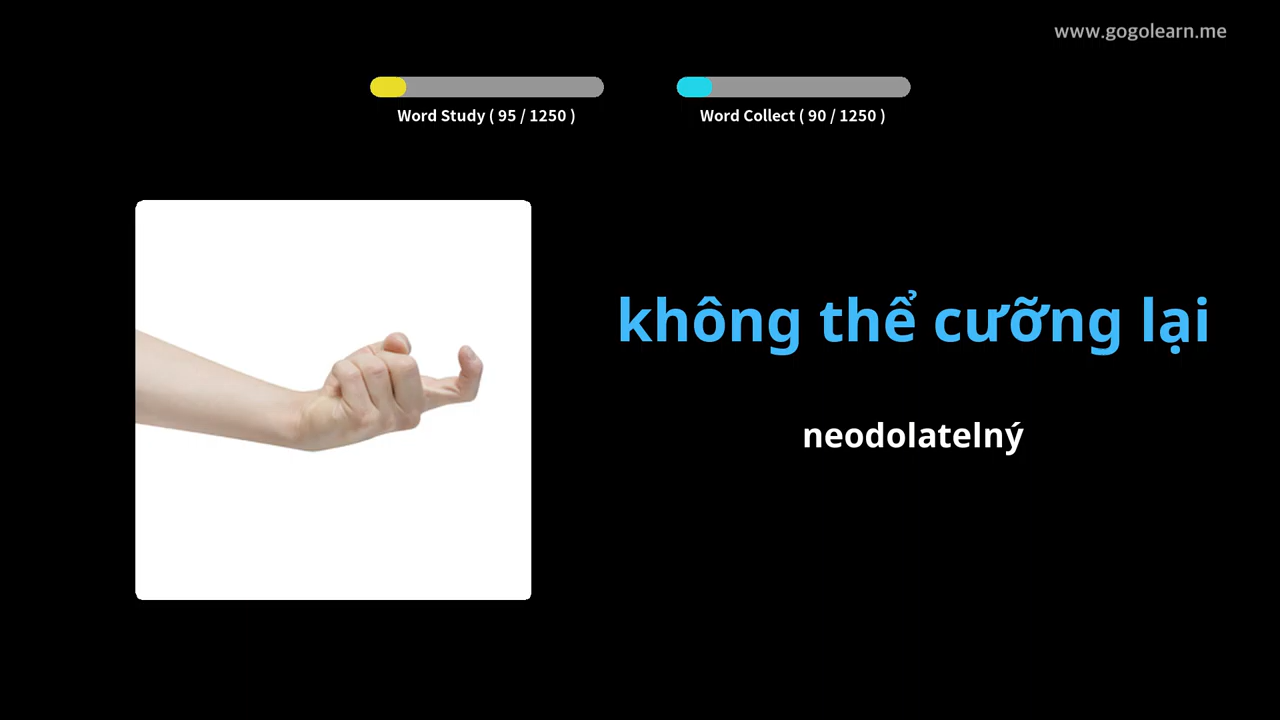 www.gogolearn.me
Word Study ( 95 / 1250 )
Word Collect ( 90 / 1250 )
không thể cưỡng lại
neodolatelný